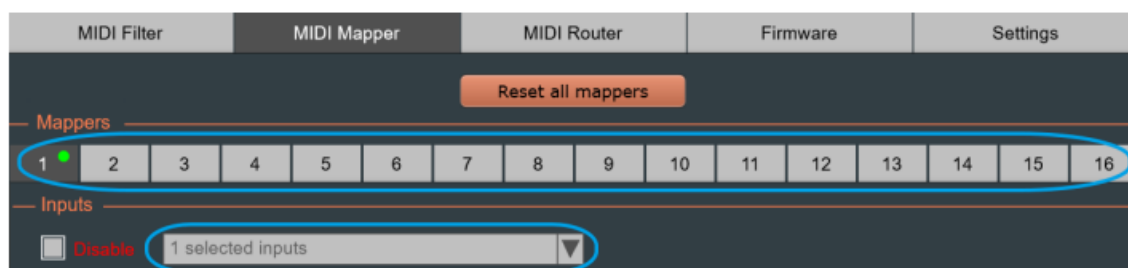 MIDI Filter MIDI Mapper MIDI Router Firmware Settings
Reset all mappers
Mappers
1 2 3 4 5 6 7 8 9 10 11 12 13 14 15 16
Inputs
Disable 1 selected inputs